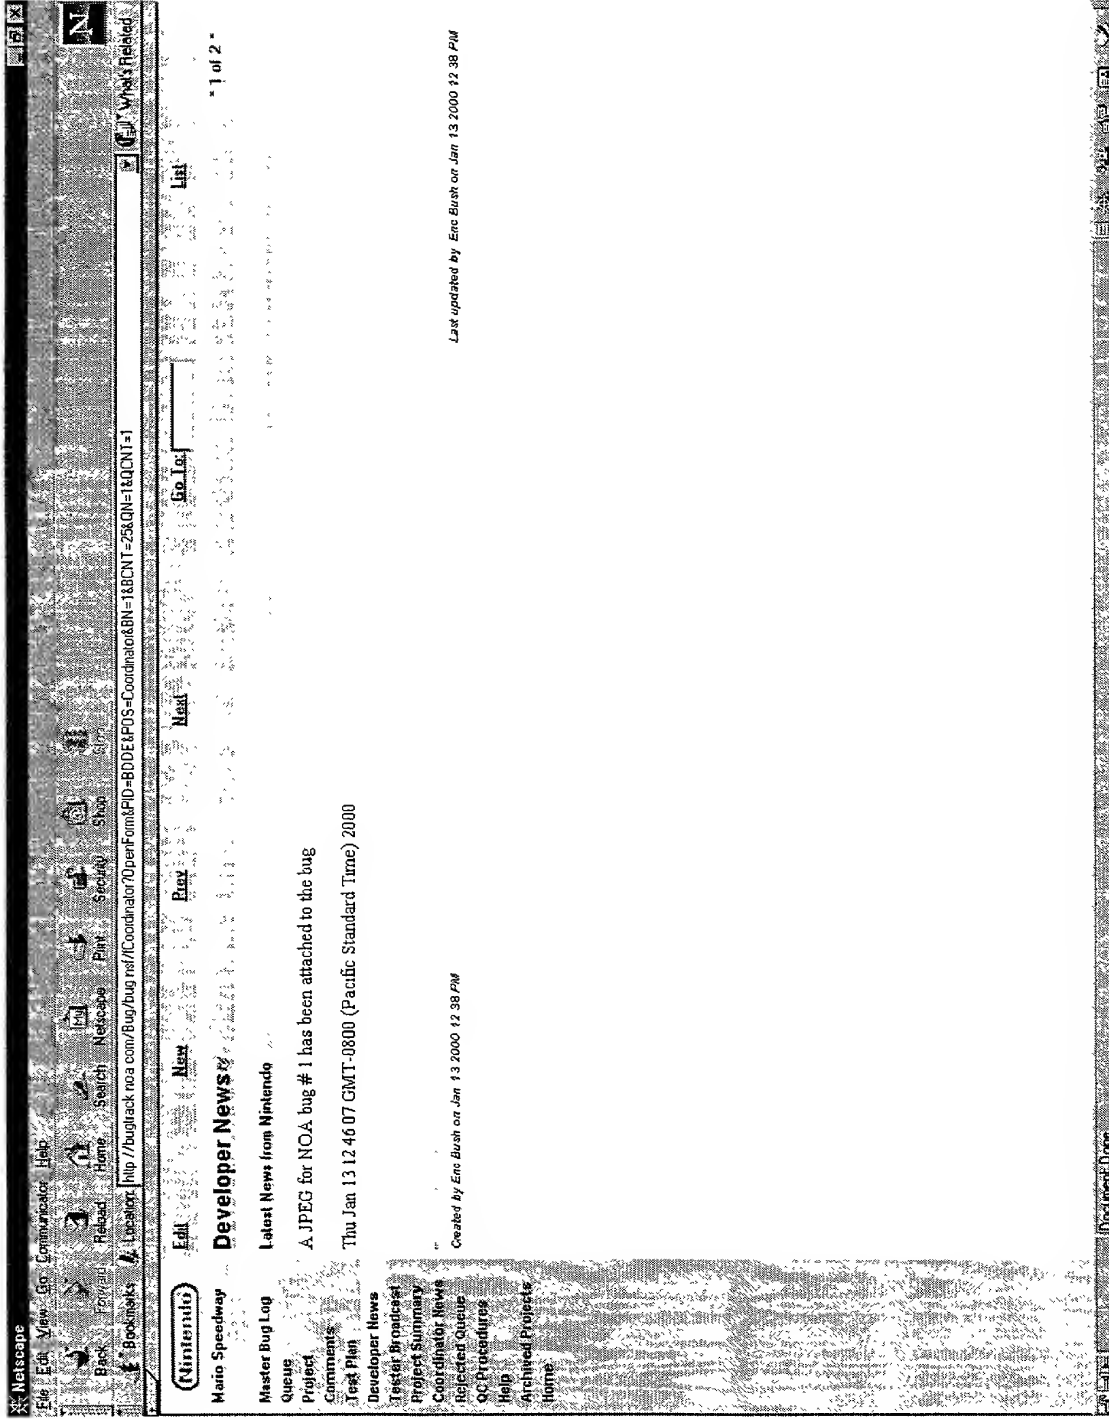 Netscape
File Edit View Go Communicator Help
Back Forward Reload Home Search Netscape Print Security Shop Stop
Bookmarks Location: http //bugtrack noa com/Bug/bug nsf/fCoordinator?OpenForm&PID=BDDE&POS=Coordinator&BN=1&BCNT=25&QN=1&QCNT=1 What's Related
Nintendo
Edit New Prev Next Go To: List
Mario Speedway
Developer News
" 1 of 2 "
Master Bug Log
Queue
Project
Comments
Test Plan
Developer News
Tester Broadcast
Project Summary
Coordinator News
Rejected Queue
QC Procedures
Help
Archived Projects
Home
Latest News from Nintendo
A JPEG for NOA bug # 1 has been attached to the bug
Thu Jan 13 12 46 07 GMT-0800 (Pacific Standard Time) 2000
Created by Eric Bush on Jan 13 2000 12 38 PM
Last updated by Eric Bush on Jan 13 2000 12 38 PM
Document Done